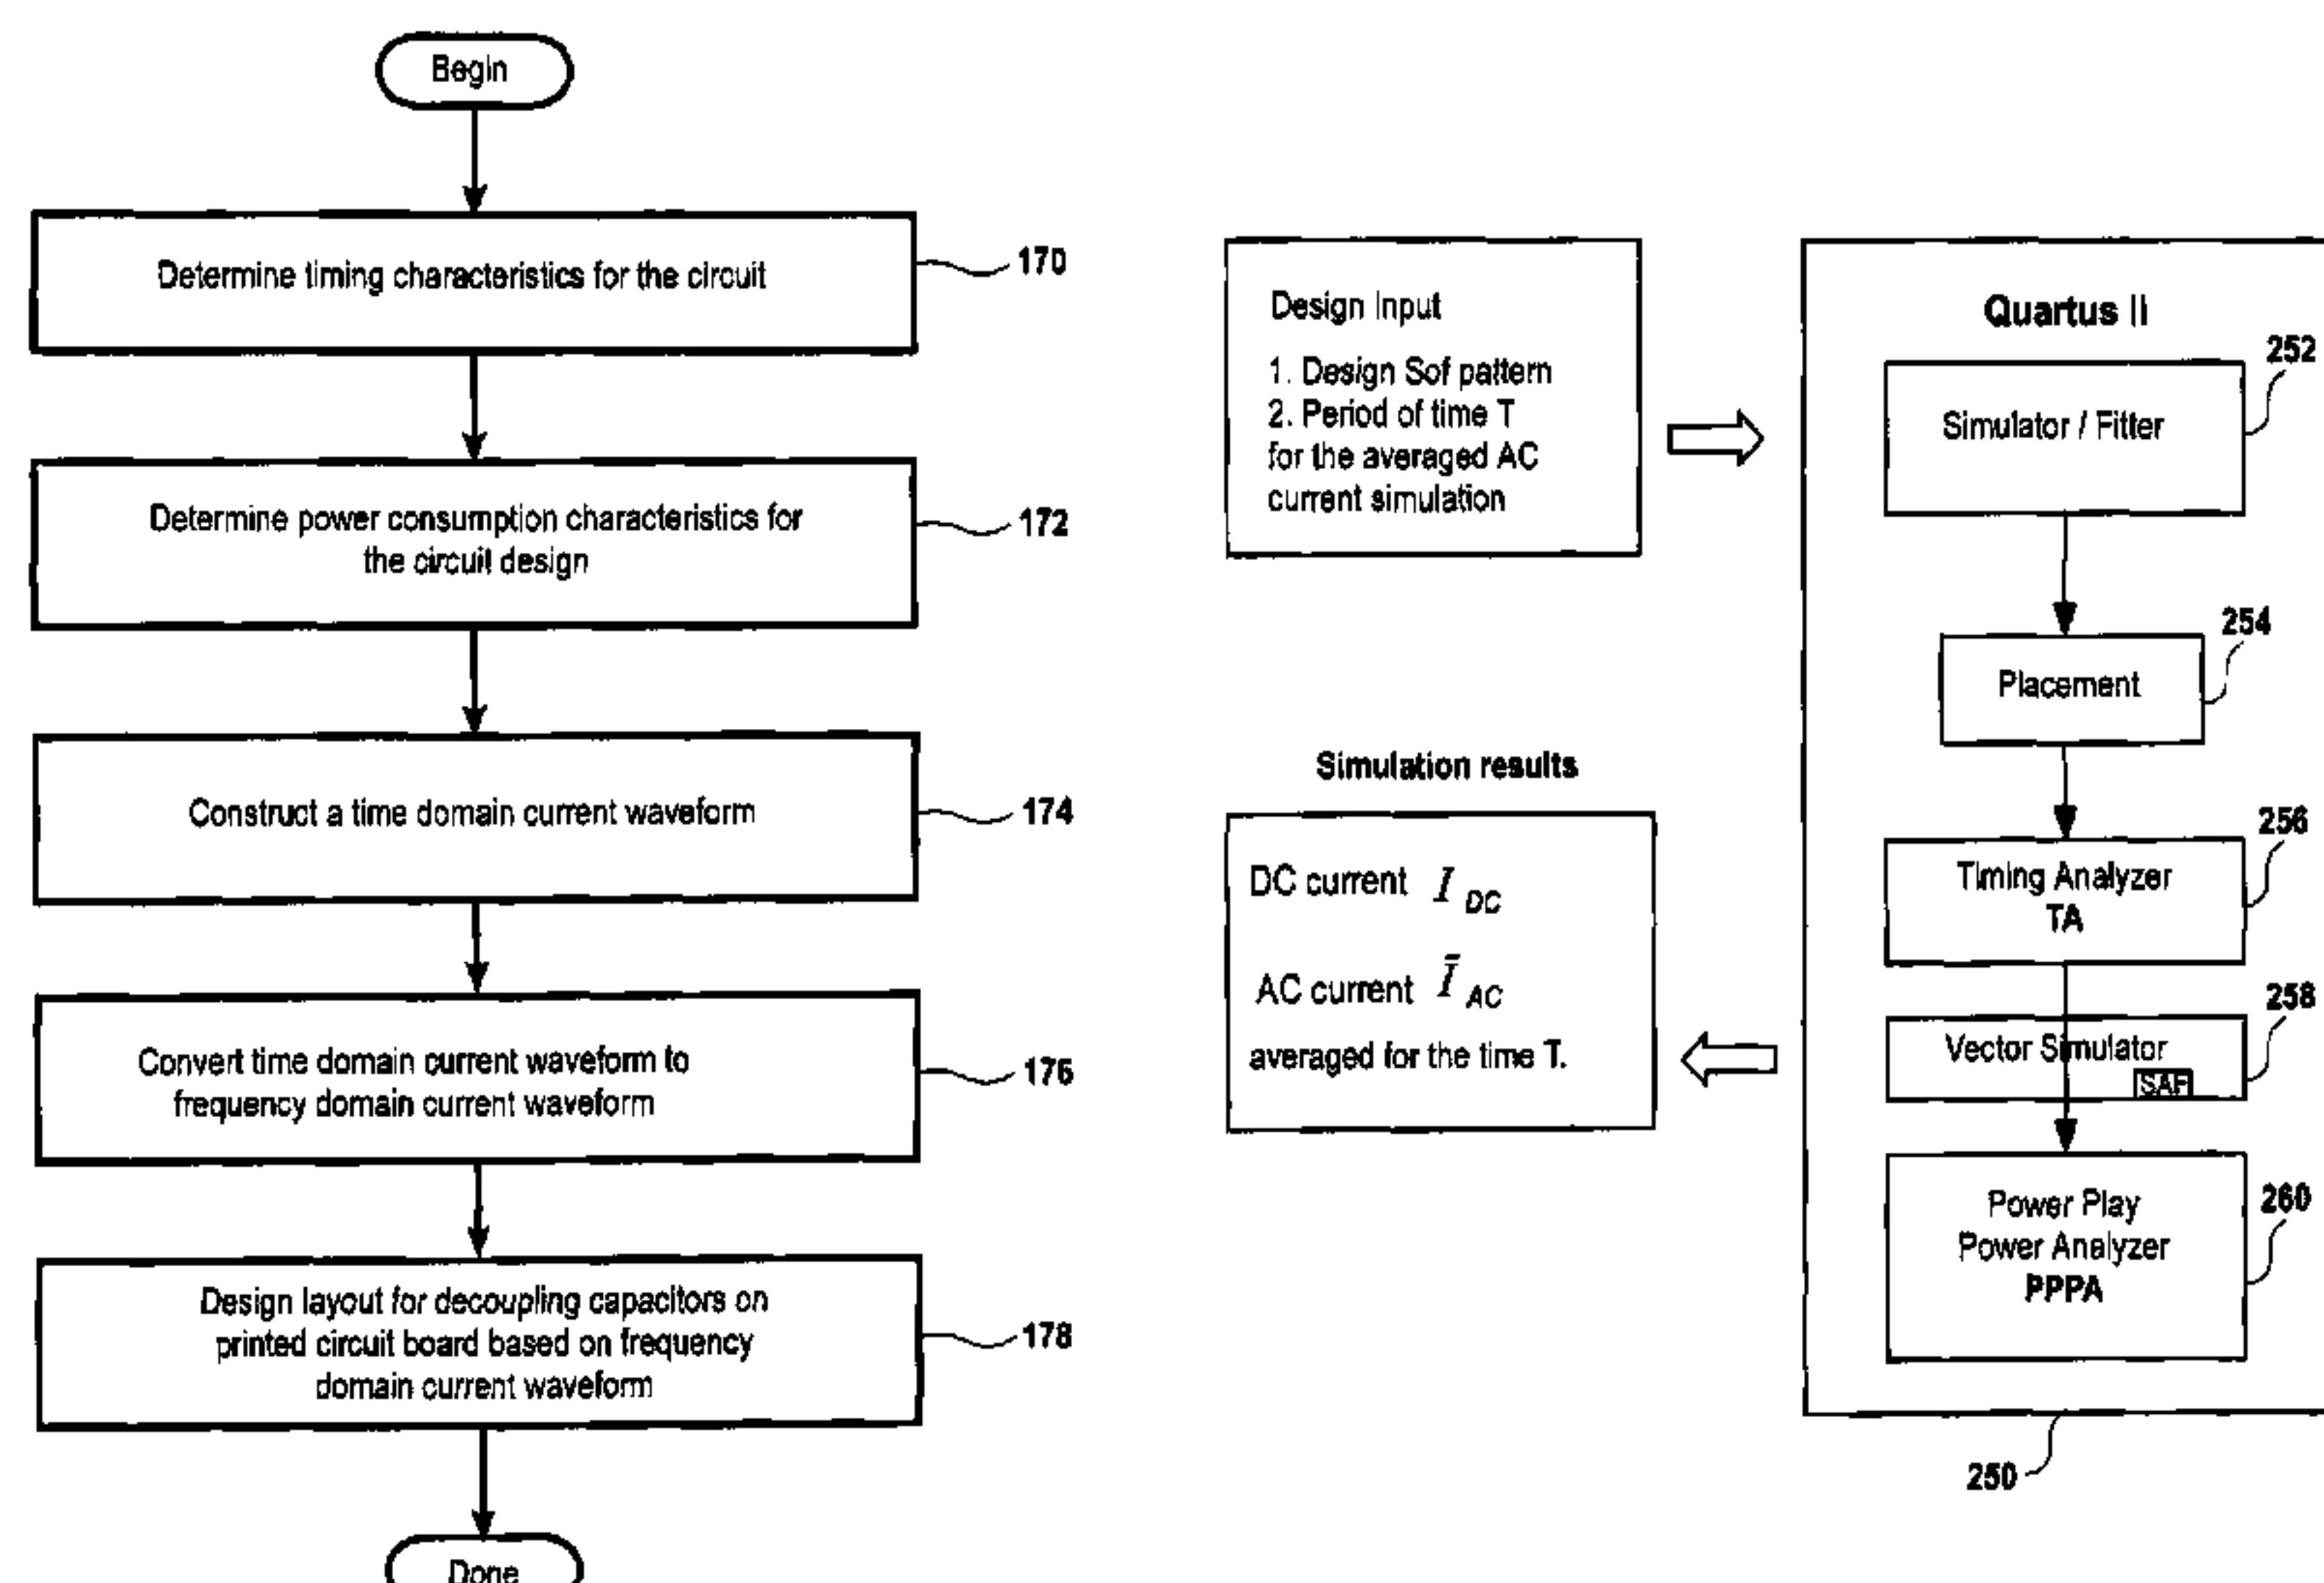 Begin
Determine timing characteristics for the circuit
170
Determine power consumption characteristics for
the circuit design
172
Construct a time domain current waveform
174
Convert time domain current waveform to
frequency domain current waveform
176
Design layout for decoupling capacitors on
printed circuit board based on frequency
domain current waveform
178
Done
Design Input
1. Design Sof pattern
2. Period of time T
for the averaged AC
current simulation
Simulation results
DC current I DC
AC current Ī AC
averaged for the time T.
Quartus II
252
Simulator / Fitter
254
Placement
256
Timing Analyzer
TA
258
Vector Simulator
SAF
Power Play
Power Analyzer
PPPA
260
250